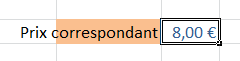 Prix correspondant 8,00 €